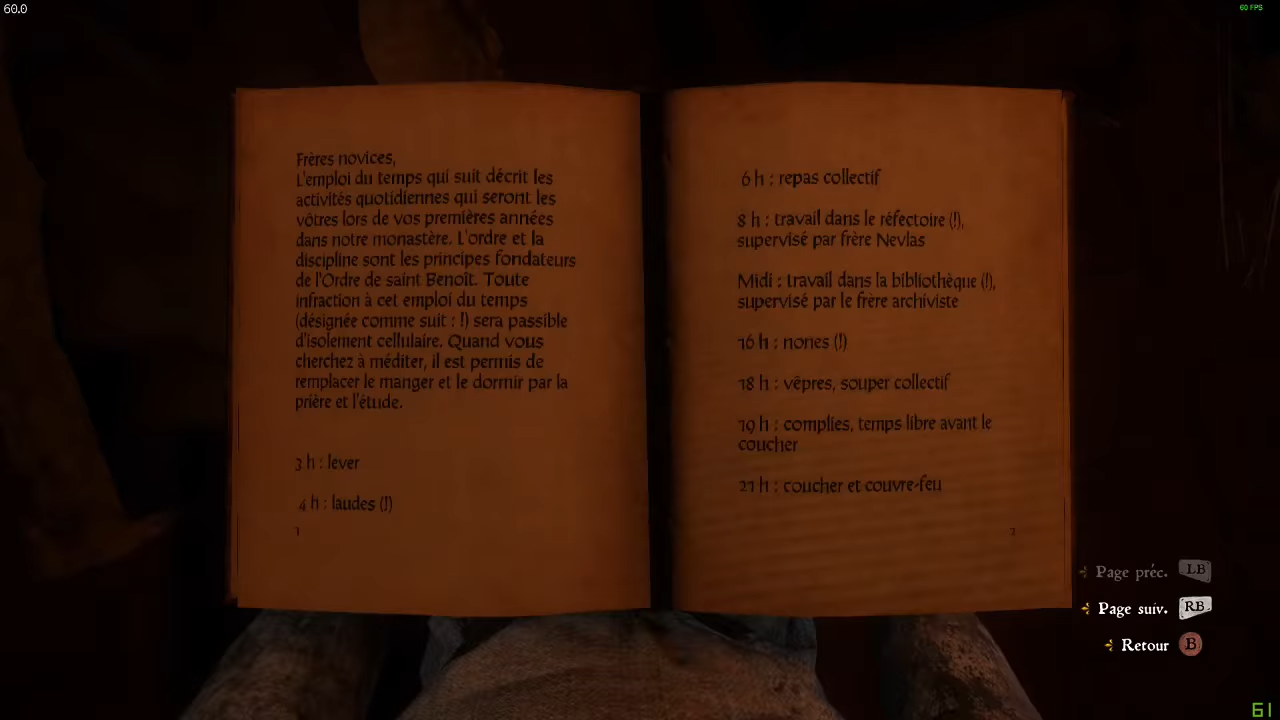 60.0
60 FPS
Frères novices,
L'emploi du temps qui suit décrit les
activités quotidiennes qui seront les
vôtres lors de vos premières années
dans notre monastère. L'ordre et la
discipline sont les principes fondateurs
de l'Ordre de saint Benoît. Toute
infraction à cet emploi du temps
(désignée comme suit : !) sera passible
d'isolement cellulaire. Quand vous
cherchez à méditer, il est permis de
remplacer le manger et le dormir par la
prière et l'étude.
3 h : lever
4 h : laudes (!)
1
6 h : repas collectif
8 h : travail dans le réfectoire (!),
supervisé par frère Nevlas
Midi : travail dans la bibliothèque (!),
supervisé par le frère archiviste
16 h : nones (!)
18 h : vêpres, souper collectif
19 h : complies, temps libre avant le
coucher
21 h : coucher et couvre-feu
2
Page préc. LB
Page suiv. RB
Retour B
61